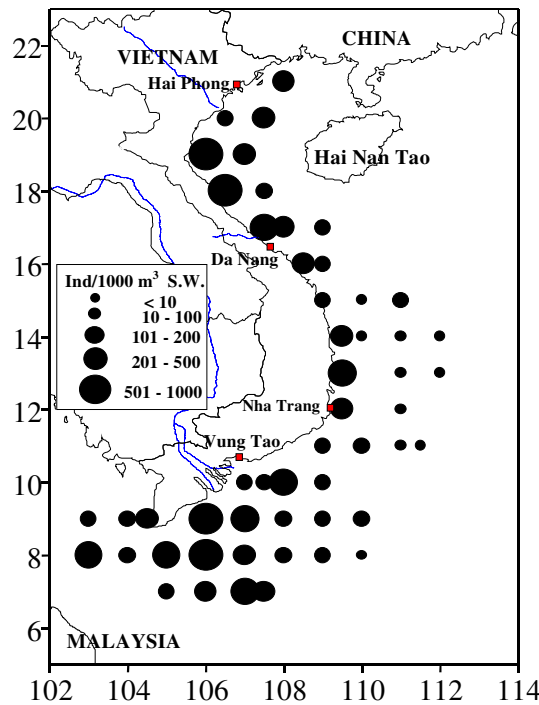 22
20
18
16
14
12
10
8
6
CHINA
VIETNAM
Hai Phong
Hai Nan Tao
Da Nang
Ind/1000 m³ S.W.
< 10
10 - 100
101 - 200
201 - 500
501 - 1000
Nha Trang
Vung Tao
MALAYSIA
102 104 106 108 110 112 114